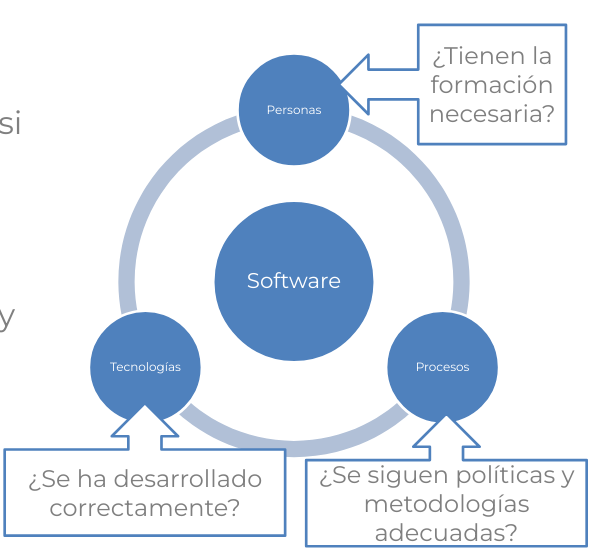 ¿Tienen la
formación
necesaria?
Personas
si
Software
y
Tecnologías
Procesos
¿Se ha desarrollado
correctamente?
¿Se siguen políticas y
metodologías
adecuadas?